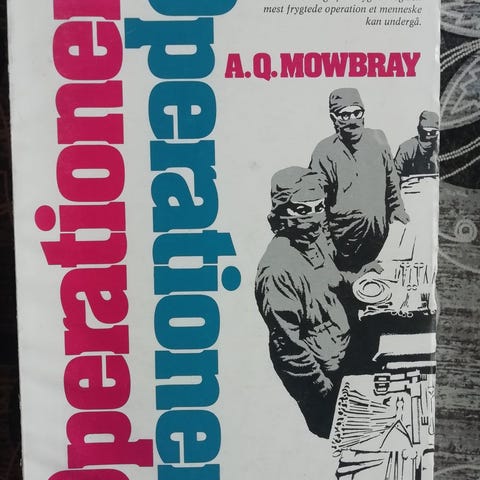 mest frygtede operation et menneske
kan undergå.
A.Q. MOWBRAY
Operationen
Operationen